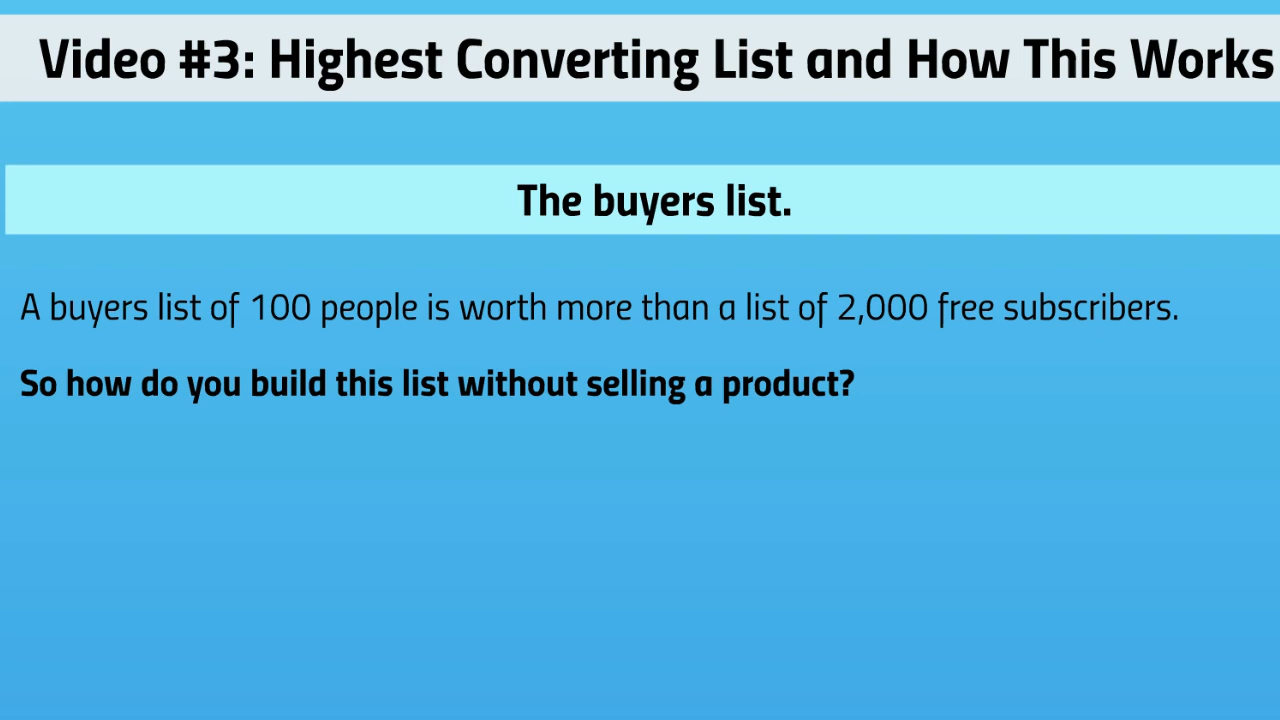 Video #3: Highest Converting List and How This Works
The buyers list.
A buyers list of 100 people is worth more than a list of 2,000 free subscribers.
So how do you build this list without selling a product?